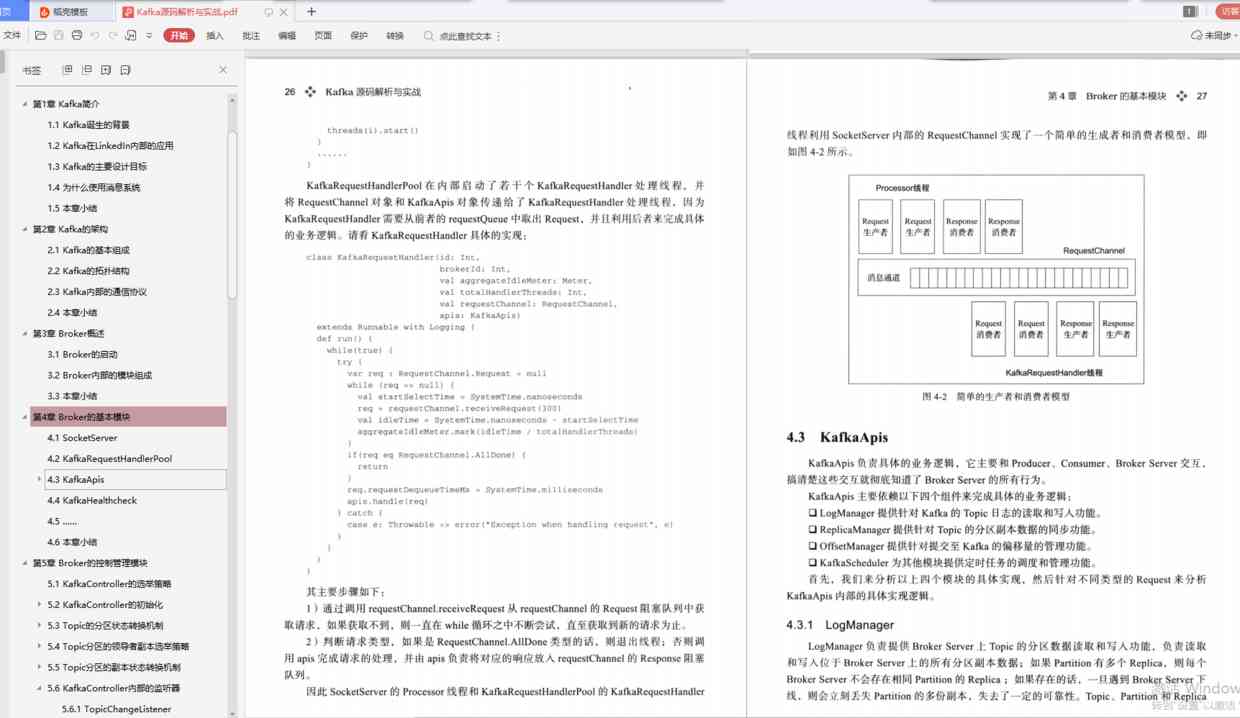 页
稻壳模板
Kafka源码解析与实战.pdf
+
1
访客
文件
开始
插入
批注
编辑
页面
保护
转换
点此查找文本
未同步
书签
第1章 Kafka简介
1.1 Kafka诞生的背景
1.2 Kafka在LinkedIn内部的应用
1.3 Kafka的主要设计目标
1.4 为什么使用消息系统
1.5 本章小结
第2章 Kafka的架构
2.1 Kafka的基本组成
2.2 Kafka的拓扑结构
2.3 Kafka内部的通信协议
2.4 本章小结
第3章 Broker概述
3.1 Broker的启动
3.2 Broker内部的模块组成
3.3 本章小结
第4章 Broker的基本模块
4.1 SocketServer
4.2 KafkaRequestHandlerPool
4.3 KafkaApis
4.4 KafkaHealthcheck
4.5 ......
4.6 本章小结
第5章 Broker的控制管理模块
5.1 KafkaController的选举策略
5.2 KafkaController的初始化
5.3 Topic的分区状态转换机制
5.4 Topic分区的领导者副本选举策略
5.5 Topic分区的副本状态转换机制
5.6 KafkaController内部的监听器
5.6.1 TopicChangeListener
26 Kafka 源码解析与实战
threads(i).start()
}
......
}
KafkaRequestHandlerPool 在内部启动了若干个 KafkaRequestHandler 处理线程，并
将 RequestChannel 对象和 KafkaApis 对象传递给了 KafkaRequestHandler 处理线程，因为
KafkaRequestHandler 需要从前者的 requestQueue 中取出 Request，并且利用后者来完成具体
的业务逻辑。请看 KafkaRequestHandler 具体的实现：
class KafkaRequestHandler(id: Int,
brokerId: Int,
val aggregateIdleMeter: Meter,
val totalHandlerThreads: Int,
val requestChannel: RequestChannel,
apis: KafkaApis)
extends Runnable with Logging {
def run() {
while(true) {
try {
var req : RequestChannel.Request = null
while (req == null) {
val startSelectTime = SystemTime.nanoseconds
req = requestChannel.receiveRequest(300)
val idleTime = SystemTime.nanoseconds - startSelectTime
aggregateIdleMeter.mark(idleTime / totalHandlerThreads)
}
if(req eq RequestChannel.AllDone) {
return
}
req.requestDequeueTimeMs = SystemTime.milliseconds
apis.handle(req)
} catch {
case e: Throwable => error("Exception when handling request", e)
}
}
}
}
其主要步骤如下：
1）通过调用 requestChannel.receiveRequest 从 requestChannel 的 Request 阻塞队列中获
取请求，如果获取不到，则一直在 while 循环之中不断尝试，直至获取到新的请求为止。
2）判断请求类型，如果是 RequestChannel.AllDone 类型的话，则退出线程；否则调
用 apis 完成请求的处理，并由 apis 负责将对应的响应放入 requestChannel 的 Response 阻塞
队列。
因此 SocketServer 的 Processor 线程和 KafkaRequestHandlerPool 的 KafkaRequestHandler
第 4 章 Broker 的基本模块 27
线程利用 SocketServer 内部的 RequestChannel 实现了一个简单的生成者和消费者模型，即
如图 4-2 所示。
Processor线程
Request 生产者
Request 生产者
Response 消费者
Response 消费者
RequestChannel
消息通道
Request 消费者
Request 消费者
Response 生产者
Response 生产者
KafkaRequestHandler线程
图 4-2 简单的生产者和消费者模型
4.3 KafkaApis
KafkaApis 负责具体的业务逻辑，它主要和 Producer、Consumer、Broker Server 交互，
搞清楚这些交互就彻底知道了 Broker Server 的所有行为。
KafkaApis 主要依赖以下四个组件来完成具体的业务逻辑：
❑ LogManager 提供针对 Kafka 的 Topic 日志的读取和写入功能。
❑ ReplicaManager 提供针对 Topic 的分区副本数据的同步功能。
❑ OffsetManager 提供针对提交至 Kafka 的偏移量的管理功能。
❑ KafkaScheduler 为其他模块提供定时任务的调度和管理功能。
首先，我们来分析以上四个模块的具体实现，然后针对不同类型的 Request 来分析
KafkaApis 内部的具体实现逻辑。
4.3.1 LogManager
LogManager 负责提供 Broker Server 上 Topic 的分区数据读取和写入功能，负责读取
和写入位于 Broker Server 上的所有分区副本数据；如果 Partition 有多个 Replica，则每个
Broker Server 不会存在相同 Partition 的 Replica；如果存在的话，一旦遇到 Broker Server 下
线，则会立刻丢失 Partition 的多份副本，失去了一定的可靠性。Topic、Partition 和 Replica
激活 Window
转到"设置"以激活